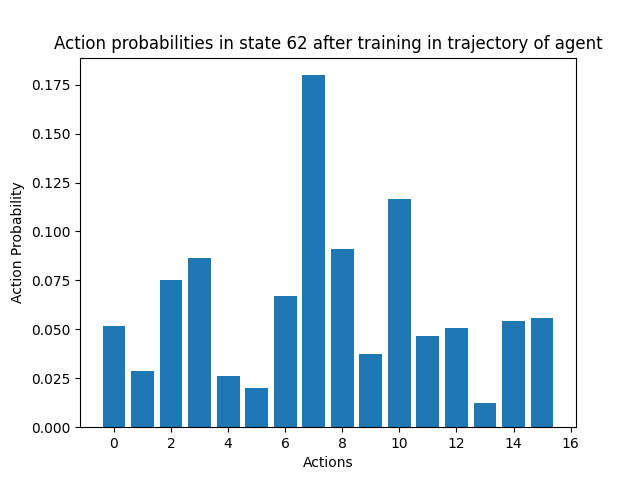 Action probabilities in state 62 after training in trajectory of agent
0.175
0.150
0.125
0.100
0.075
0.050
0.025
0.000
Action Probability
0 2 4 6 8 10 12 14 16
Actions